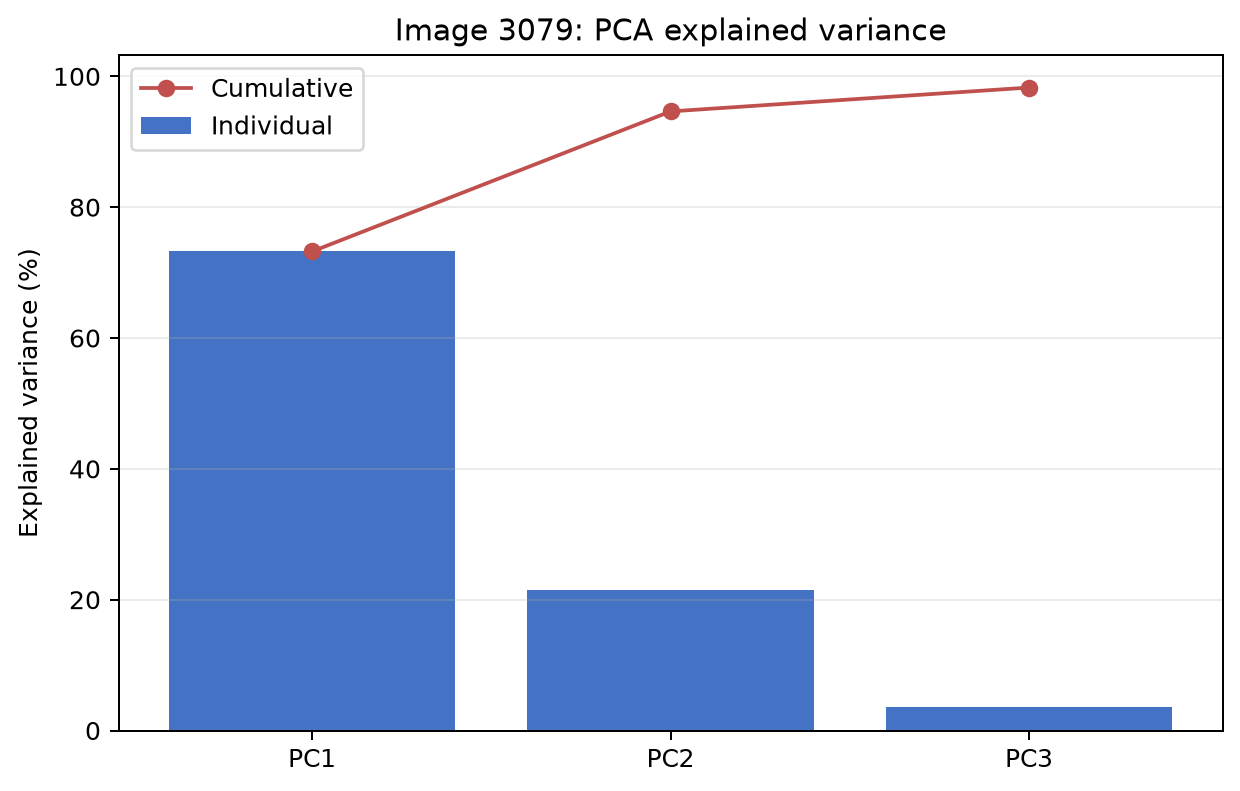 Image 3079: PCA explained variance
Cumulative
Individual
Explained variance (%)
100
80
60
40
20
0
PC1
PC2
PC3